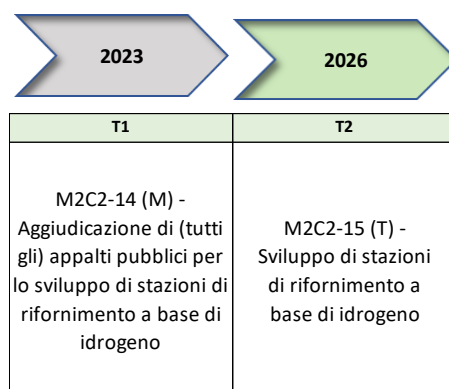 2023
2026
T1
T2
M2C2-14 (M) -
Aggiudicazione di (tutti
gli) appalti pubblici per
lo sviluppo di stazioni di
rifornimento a base di
idrogeno
M2C2-15 (T) -
Sviluppo di stazioni
di rifornimento a
base di idrogeno